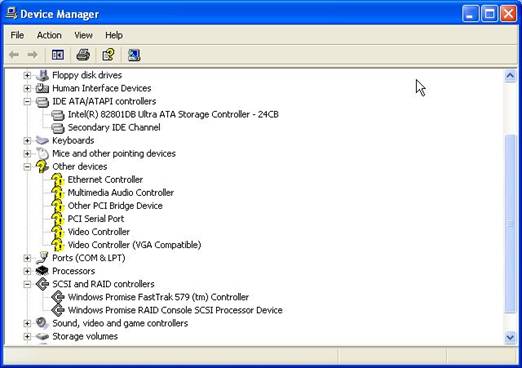 Device Manager
File Action View Help
Floppy disk drives
Human Interface Devices
IDE ATA/ATAPI controllers
Intel(R) 82801DB Ultra ATA Storage Controller - 24CB
Secondary IDE Channel
Keyboards
Mice and other pointing devices
Other devices
Ethernet Controller
Multimedia Audio Controller
Other PCI Bridge Device
PCI Serial Port
Video Controller
Video Controller (VGA Compatible)
Ports (COM & LPT)
Processors
SCSI and RAID controllers
Windows Promise FastTrak 579 (tm) Controller
Windows Promise RAID Console SCSI Processor Device
Sound, video and game controllers
Storage volumes